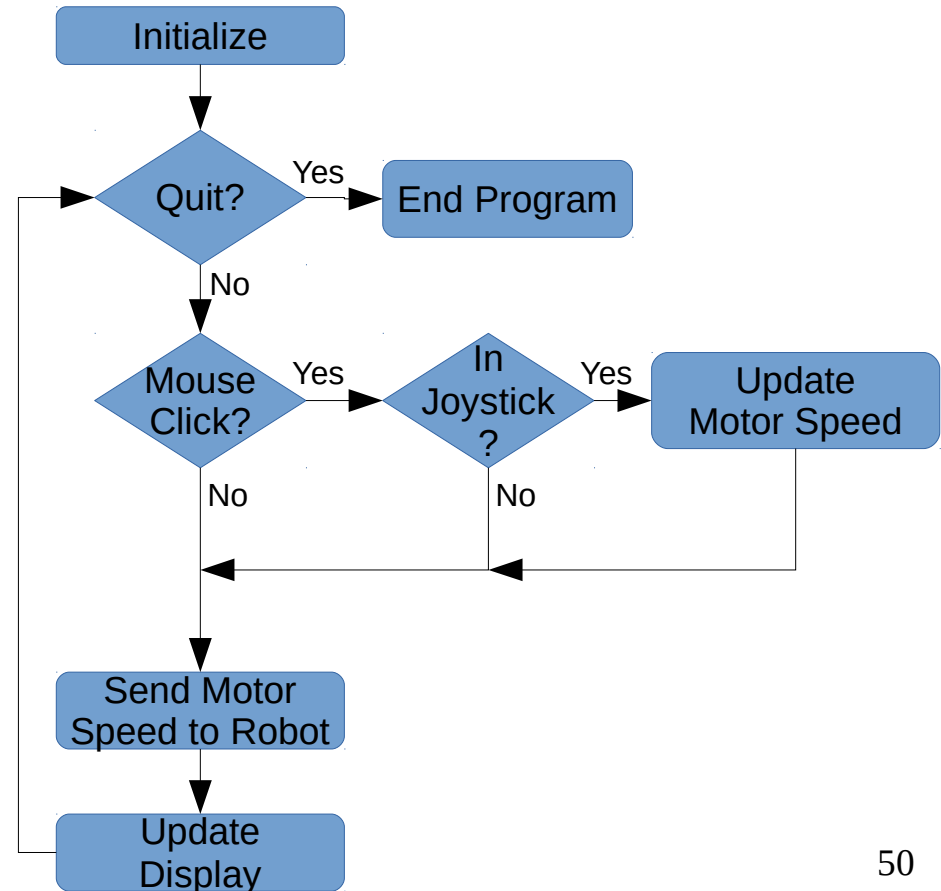 Initialize
Quit?
Yes
End Program
No
Mouse
Click?
Yes
In
Joystick
?
Yes
Update
Motor Speed
No
No
Send Motor
Speed to Robot
Update
Display
50